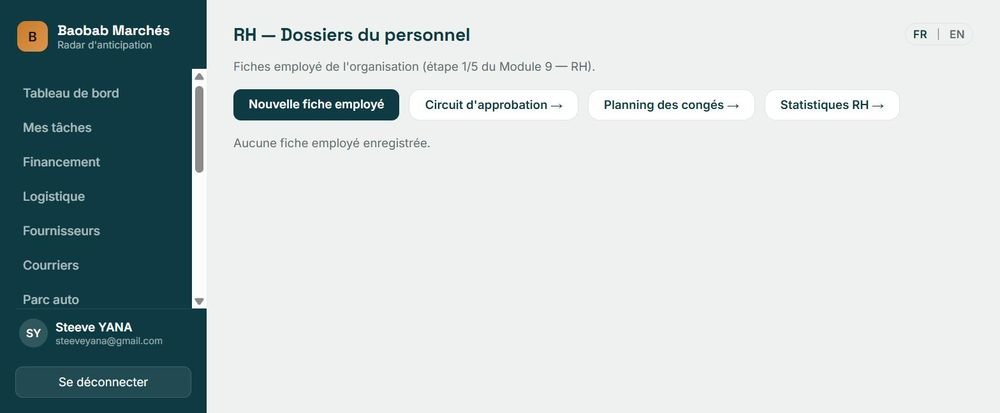 B
Baobab Marchés
Radar d'anticipation
Tableau de bord
Mes tâches
Financement
Logistique
Fournisseurs
Courriers
Parc auto
SY
Steeve YANA
steeveyana@gmail.com
Se déconnecter
RH — Dossiers du personnel
FR | EN
Fiches employé de l'organisation (étape 1/5 du Module 9 — RH).
Nouvelle fiche employé
Circuit d'approbation →
Planning des congés →
Statistiques RH →
Aucune fiche employé enregistrée.